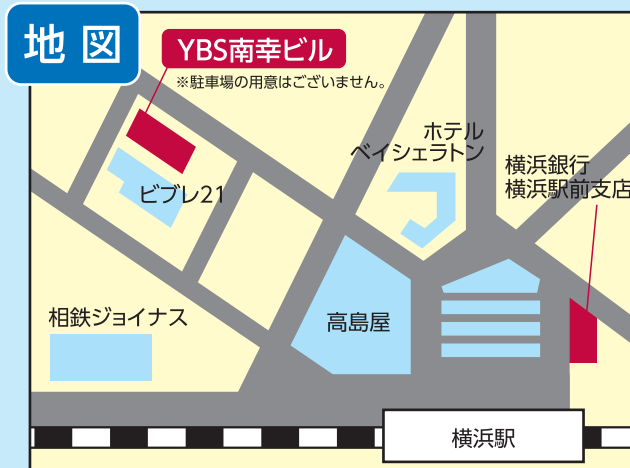 地図
YBS南幸ビル
※駐車場の用意はございません。
ホテル
ベイシェラトン
横浜銀行
横浜駅前支店
ビブレ21
相鉄ジョイナス
高島屋
横浜駅